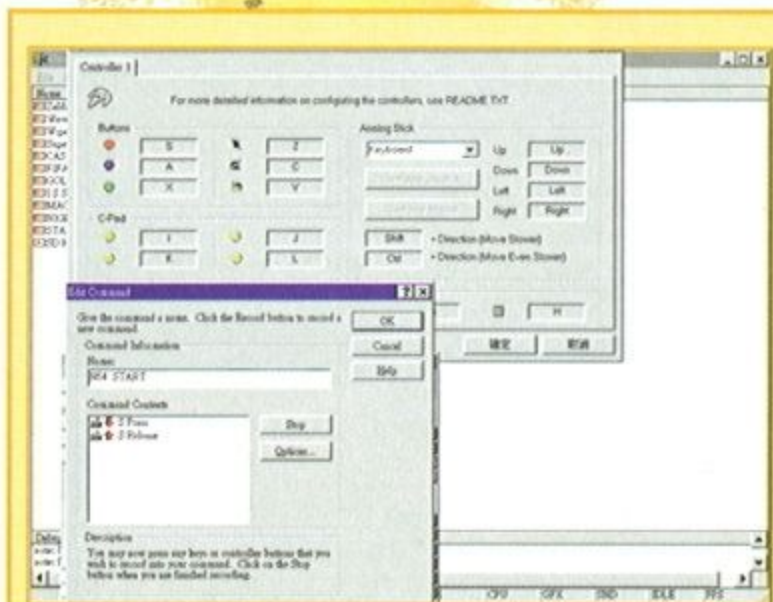 Controller 1
For more detailed information on configuring the controllers, see README.TXT
Buttons
S
Z
A
C
X
V
Analog Stick
Keyboard
Up
Up
Down
Down
Left
Left
Right
Right
C-Pad
I
J
K
L
Shift + Direction (Move Slower)
Ctrl + Direction (Move Even Slower)
H
確定
取消
Edit Command
Give the command a name. Click the Record button to record a
new command.
OK
Cancel
Help
Command Information
Name:
N64 START
Command Contents
S Press
S Release
Stop
Options...
Description
You may now press any keys or controller buttons that you
wish to record into your command. Click on the Stop
button when you are finished recording.
Name
CPU
GFX
SND
IDLE
FPS